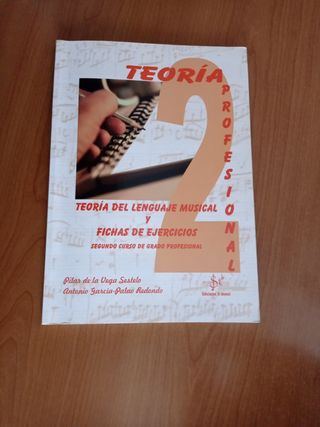 TEORÍA
PROFESIONAL
2
TEORÍA DEL LENGUAJE MUSICAL
Y
FICHAS DE EJERCICIOS
SEGUNDO CURSO DE GRADO PROFESIONAL
Pilar de la Vega Sestelo
Antonio García-Palao Redondo